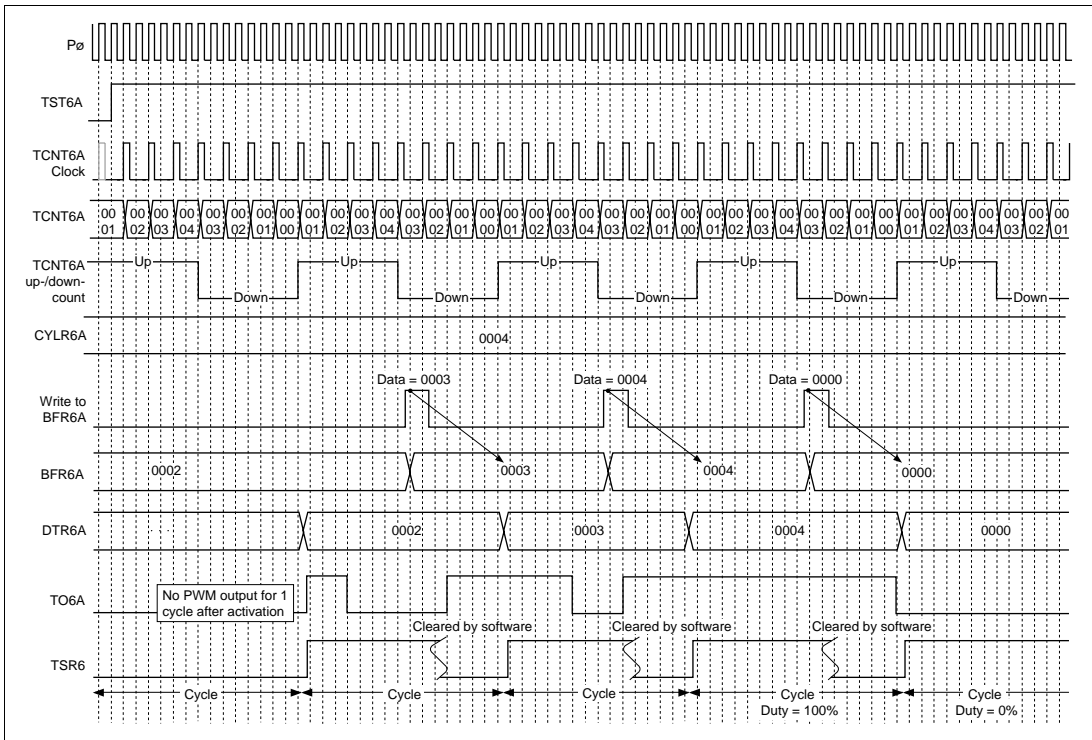 Pø
TST6A
TCNT6A
Clock
TCNT6A
00 00 00 00 00 00 00 00 00 00 00 00 00 00 00 00 00 00 00 00 00 00 00 00 00 00 00 00 00 00 00 00 00 00 00 00 00 00 00
01 02 03 04 03 02 01 00 01 02 03 04 03 02 01 00 01 02 03 04 03 02 01 00 01 02 03 04 03 02 01 00 01 02 03 04 03 02 01
TCNT6A
up-/down-
count
Up Up Up Up Up
Down Down Down Down Down
CYLR6A
0004
Data = 0003 Data = 0004 Data = 0000
Write to
BFR6A
BFR6A
0002 0003 0004 0000
DTR6A
0002 0003 0004 0000
TO6A
No PWM output for 1
cycle after activation
Cleared by software Cleared by software Cleared by software
TSR6
Cycle Cycle Cycle Cycle Cycle
Duty = 100% Duty = 0%